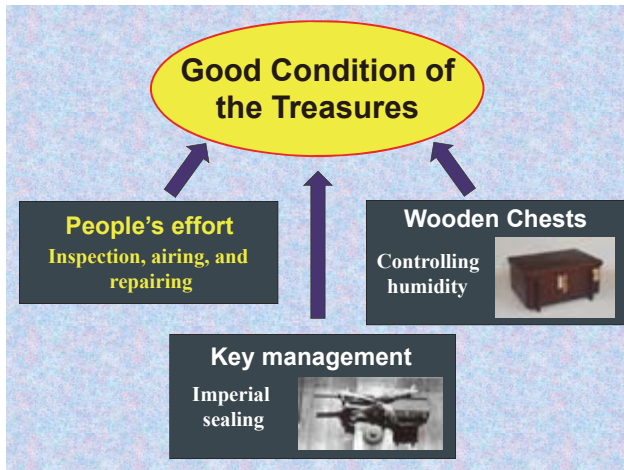 Good Condition of
the Treasures
People's effort
Inspection, airing, and
repairing
Wooden Chests
Controlling
humidity
Key management
Imperial
sealing